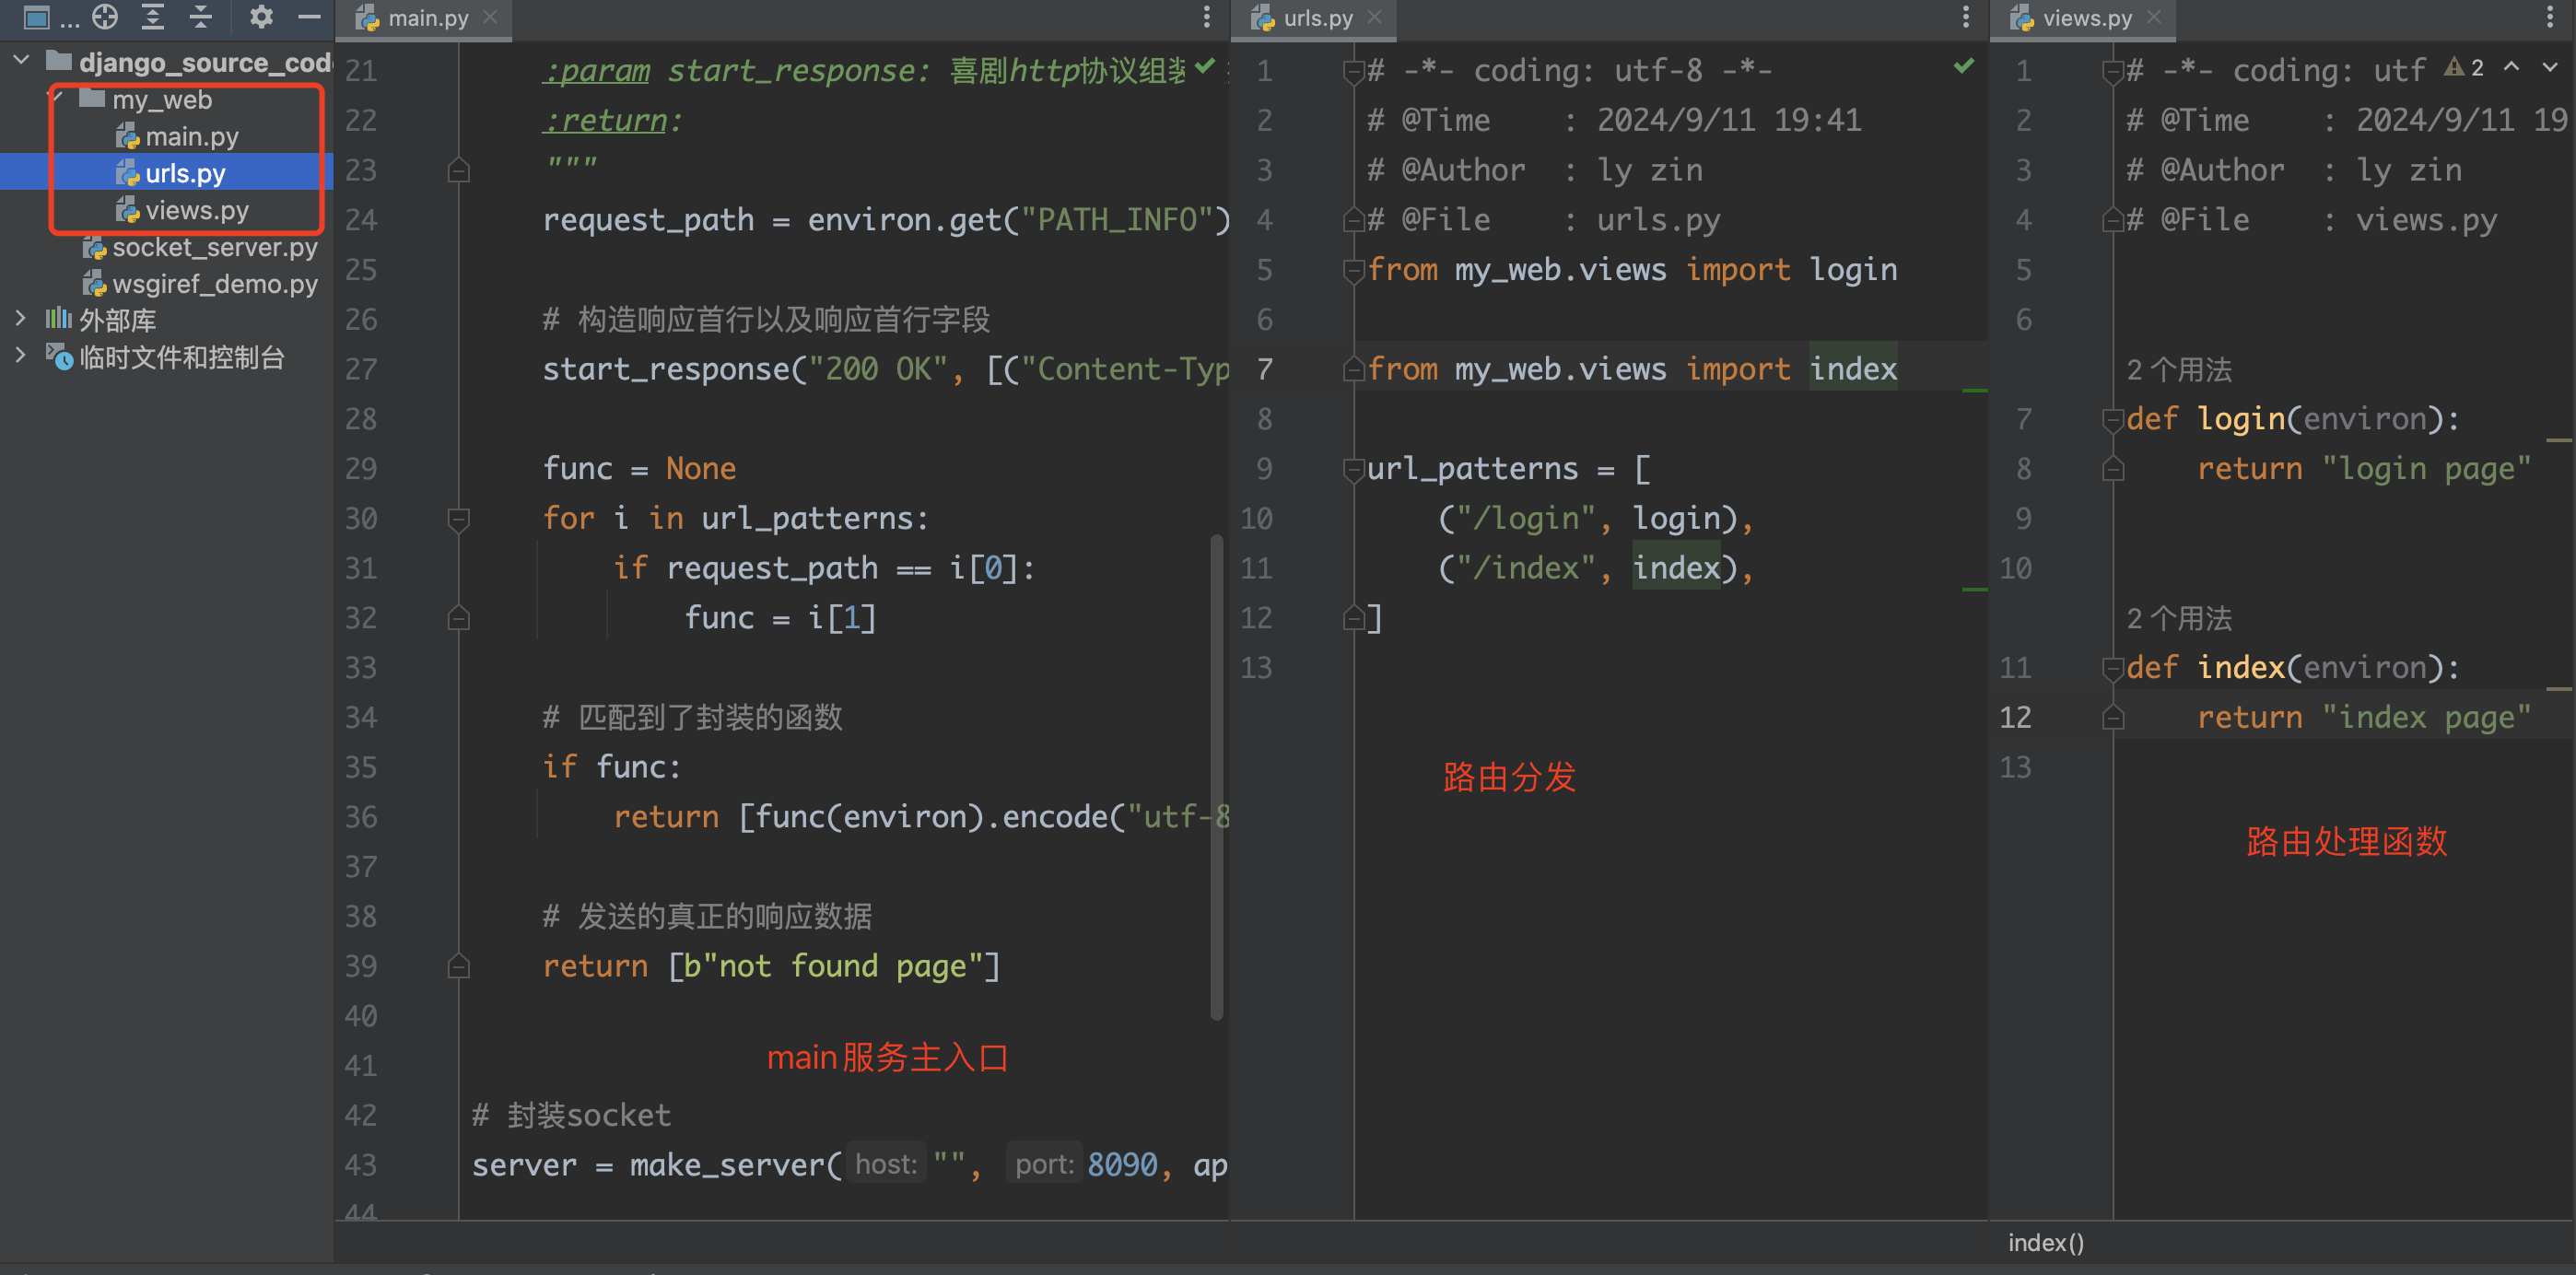 ...
django_source_cod
my_web
main.py
urls.py
views.py
socket_server.py
wsgiref_demo.py
外部库
临时文件和控制台
main.py
21 :param start_response: 喜剧http协议组装
22 :return:
23 """
24 request_path = environ.get("PATH_INFO")
25
26 # 构造响应首行以及响应首行字段
27 start_response("200 OK", [("Content-Typ
28
29 func = None
30 for i in url_patterns:
31 if request_path == i[0]:
32 func = i[1]
33
34 # 匹配到了封装的函数
35 if func:
36 return [func(environ).encode("utf-8
37
38 # 发送的真正的响应数据
39 return [b"not found page"]
40
41
main服务主入口
42 # 封装socket
43 server = make_server( host: "", port: 8090, ap
44
urls.py
1 # -*- coding: utf-8 -*-
2 # @Time : 2024/9/11 19:41
3 # @Author : ly zin
4 # @File : urls.py
5 from my_web.views import login
6
7 from my_web.views import index
8
9 url_patterns = [
10 ("/login", login),
11 ("/index", index),
12 ]
13
路由分发
views.py
1 # -*- coding: utf 2
2 # @Time : 2024/9/11 19
3 # @Author : ly zin
4 # @File : views.py
5
6
2 个用法
7 def login(environ):
8 return "login page"
9
10
2 个用法
11 def index(environ):
12 return "index page"
13
路由处理函数
index()